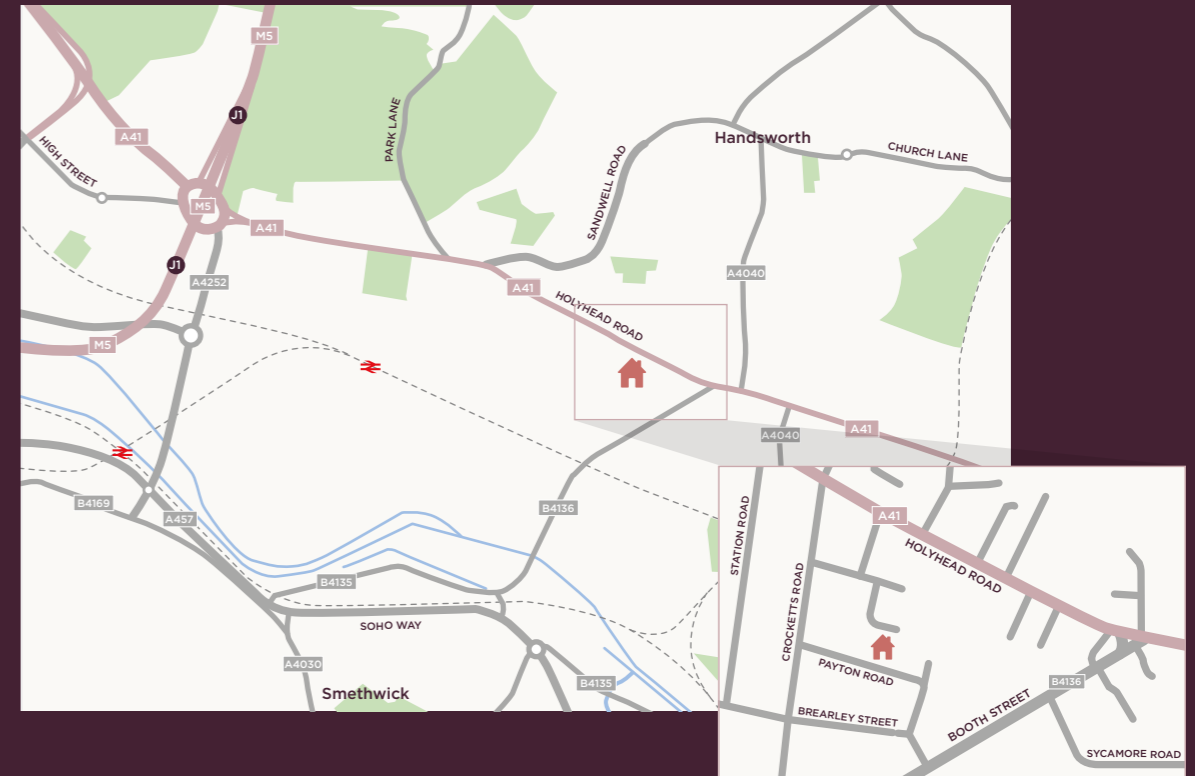 M5
J1
A41
PARK LANE
Handsworth
HIGH STREET
SANDWELL ROAD
CHURCH LANE
M5
A41
J1
A4252
A4040
A41
HOLYHEAD ROAD
M5
A41
A4040
B4169
A457
B4136
B4135
SOHO WAY
A4030
Smethwick
B4135
STATION ROAD
A41
HOLYHEAD ROAD
CROCKETTS ROAD
PAYTON ROAD
B4136
BREARLEY STREET
BOOTH STREET
SYCAMORE ROAD